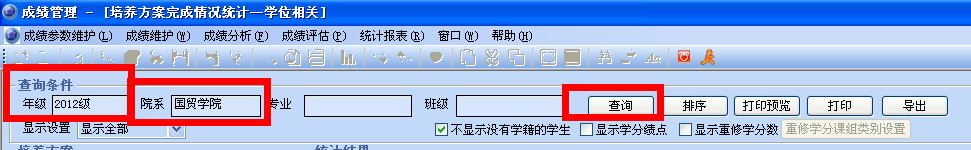 成绩管理 - [培养方案完成情况统计—学位相关]
成绩参数维护(L) 成绩维护(W) 成绩分析(F) 成绩评估(P) 统计报表(R) 窗口(W) 帮助(H)
查询条件
年级 2012级 院系 国贸学院 专业 班级 查询 排序 打印预览 打印 导出
显示设置 显示全部 不显示没有学籍的学生 显示学分绩点 显示重修学分数 重修学分课组类别设置
培养方案 统计结果